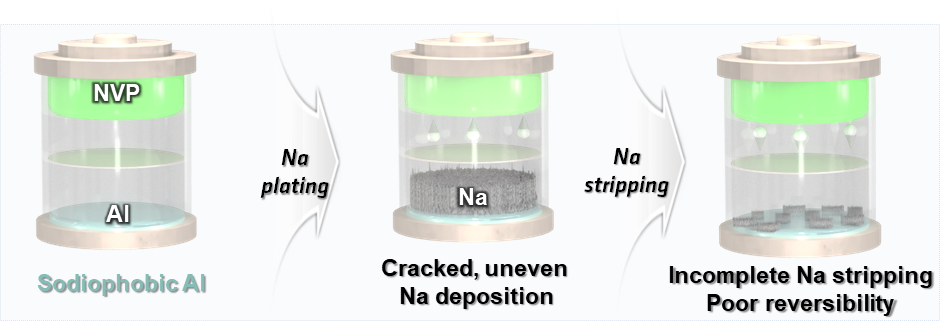 NVP
Al
Sodiophobic Al
Na
plating
Na
Cracked, uneven
Na deposition
Na
stripping
Incomplete Na stripping
Poor reversibility